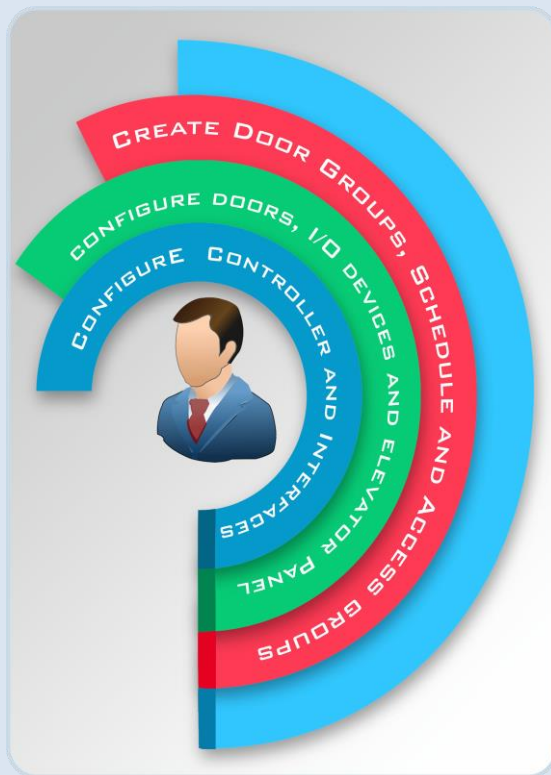 Create Door Groups, Schedule and Access groups
configure doors, I/O devices and elevator Panel
ConfigurE Controller and Interfaces